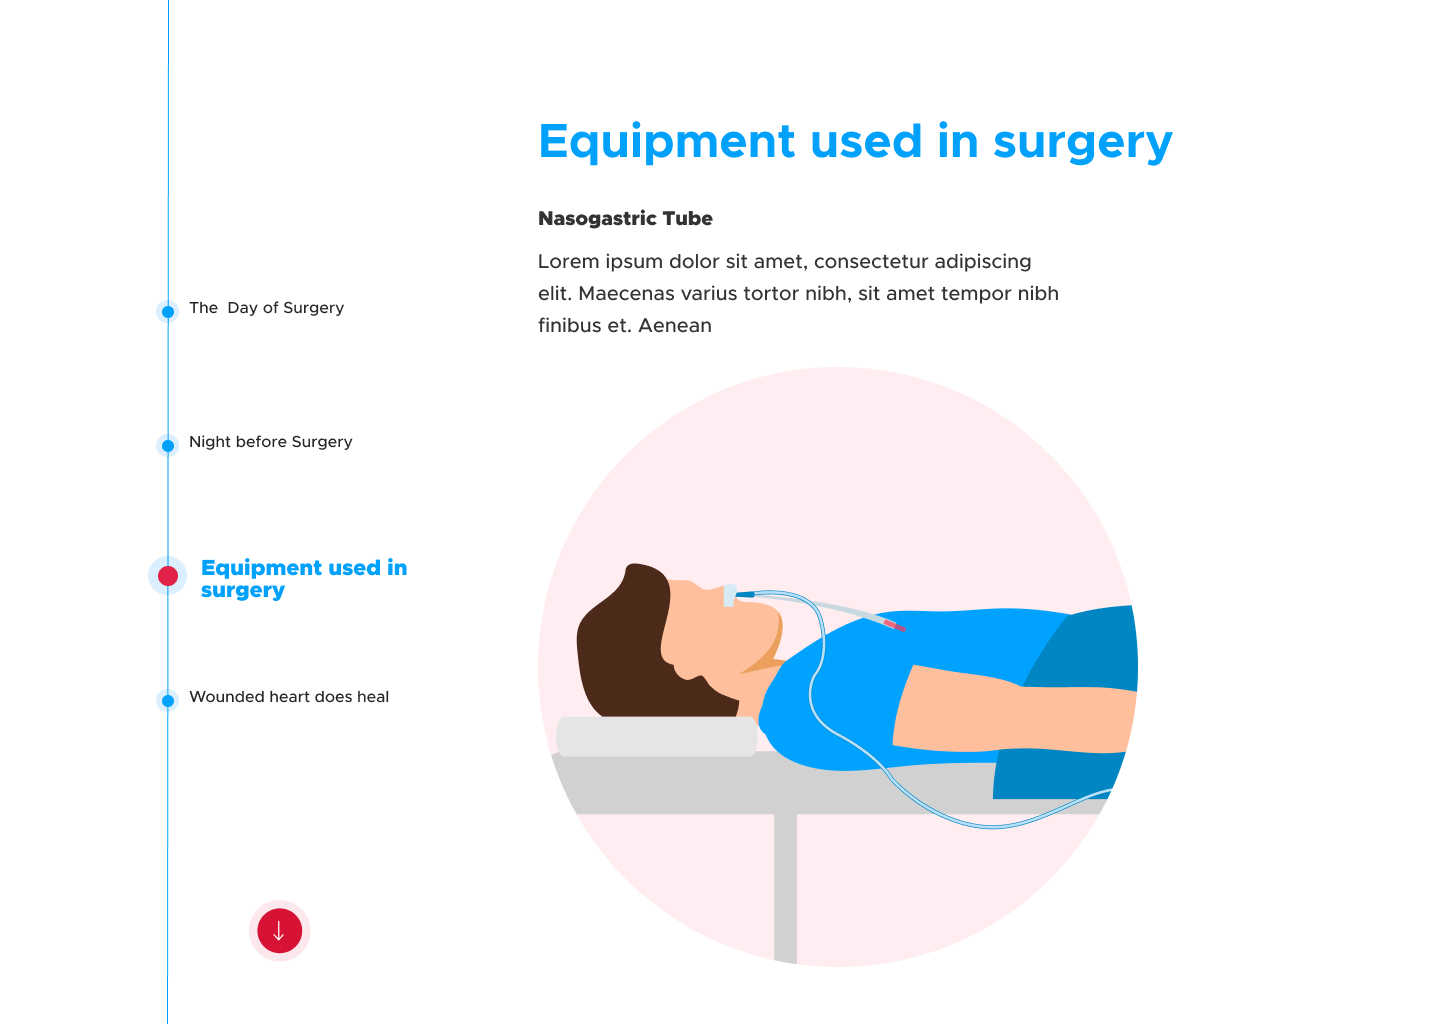 Equipment used in surgery
Nasogastric Tube
Lorem ipsum dolor sit amet, consectetur adipiscing
elit. Maecenas varius tortor nibh, sit amet tempor nibh
finibus et. Aenean
The  Day of Surgery
Night before Surgery
Equipment used in
surgery
Wounded heart does heal